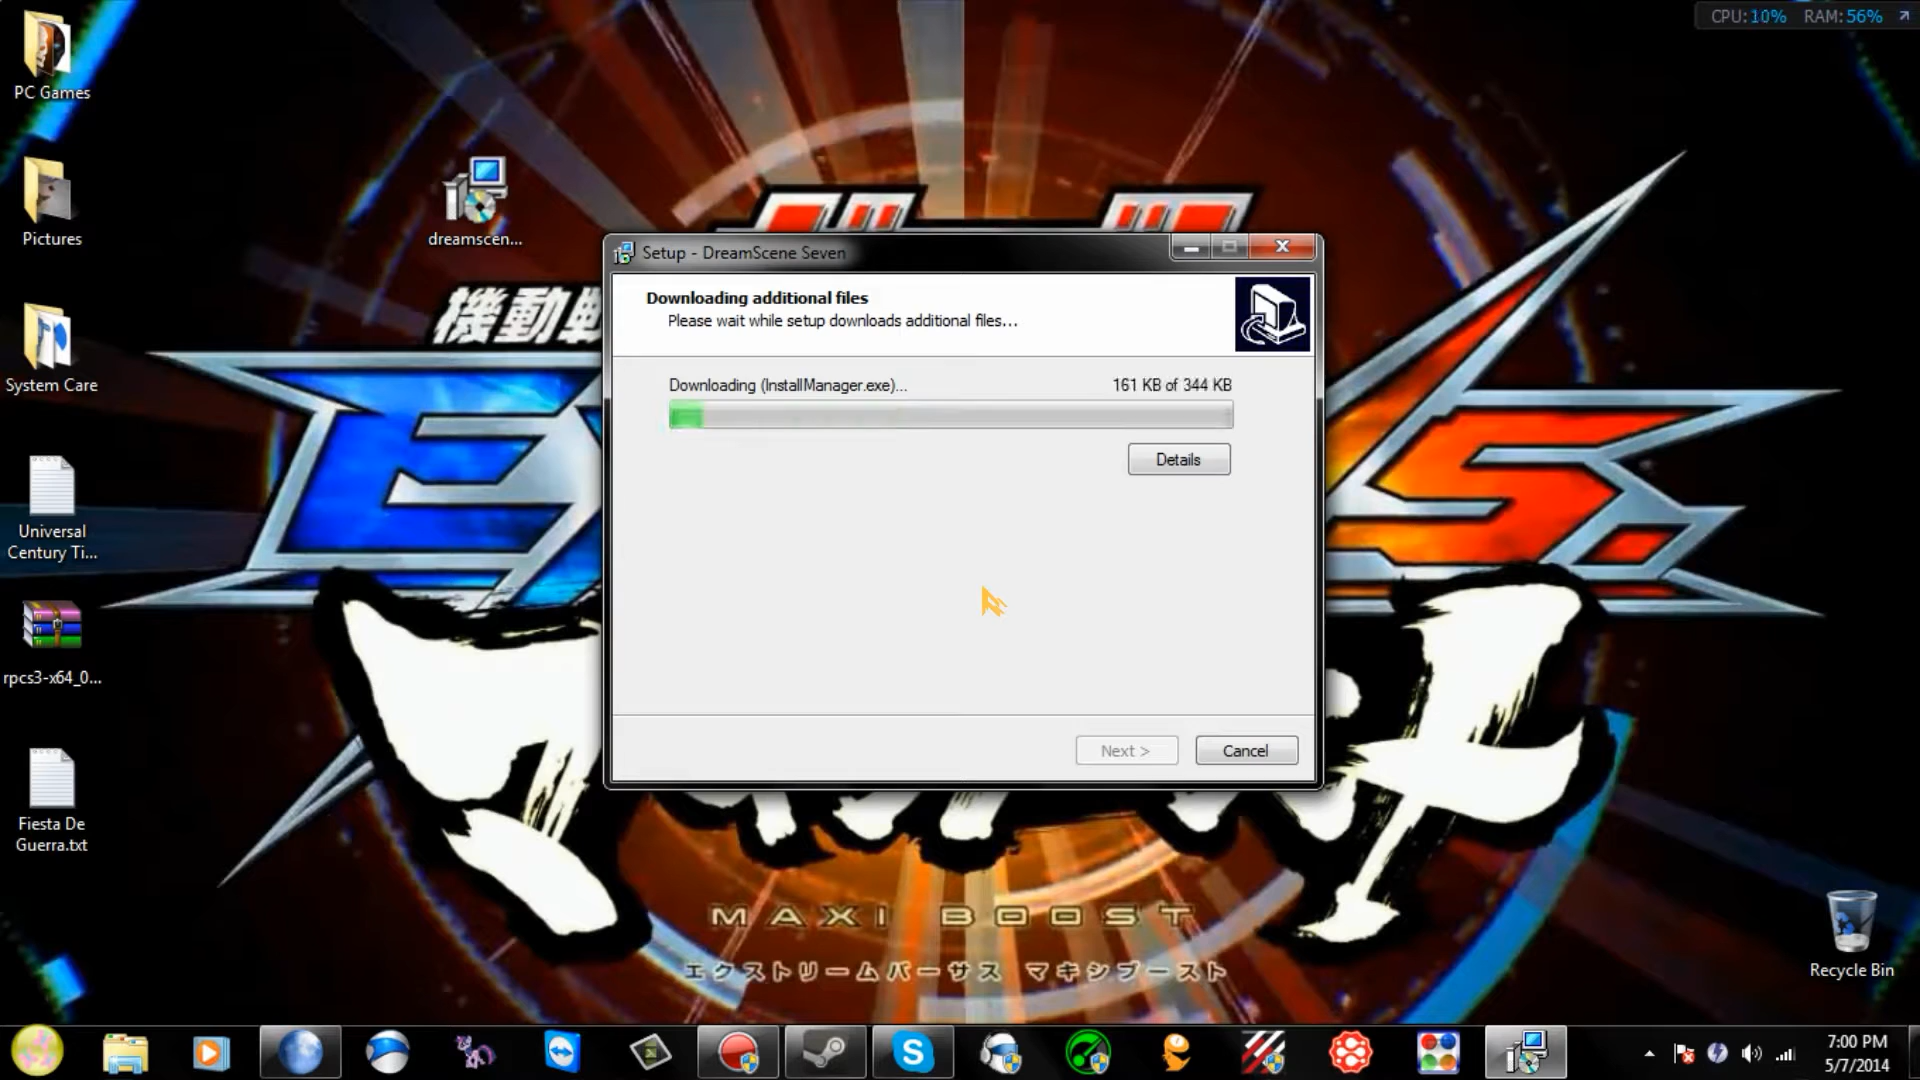 CPU: 10% RAM: 56%
PC Games
Pictures
System Care
Universal
Century Ti...
rpcs3-x64_0...
Fiesta De
Guerra.txt
dreamscen...
機動戦
Setup - DreamScene Seven
Downloading additional files
Please wait while setup downloads additional files...
Downloading (InstallManager.exe)... 161 KB of 344 KB
Details
Next >
Cancel
MAXI BOOST
エクストリームバーサス マキシブースト
Recycle Bin
7:00 PM
5/7/2014